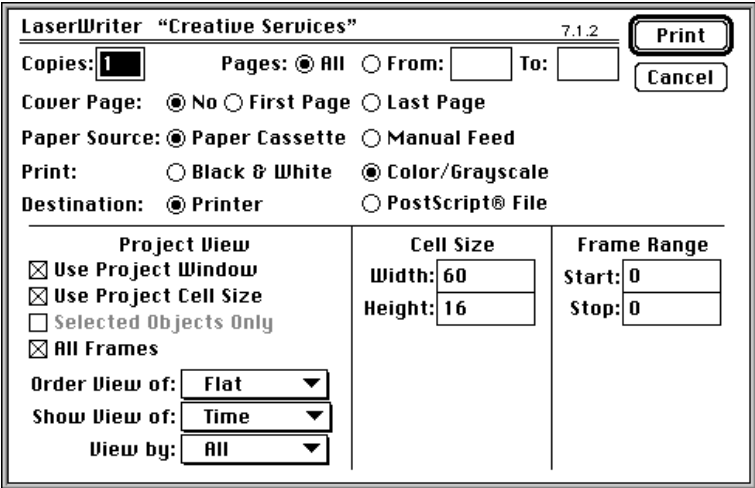 LaserWriter “Creative Services” 7.1.2 Print
Copies: 1 Pages: All From: To:
Cancel
Cover Page: No First Page Last Page
Paper Source: Paper Cassette Manual Feed
Print: Black & White Color/Grayscale
Destination: Printer PostScript® File
Project View
Use Project Window
Use Project Cell Size
Selected Objects Only
All Frames
Order View of: Flat
Show View of: Time
View by: All
Cell Size
Width: 60
Height: 16
Frame Range
Start: 0
Stop: 0